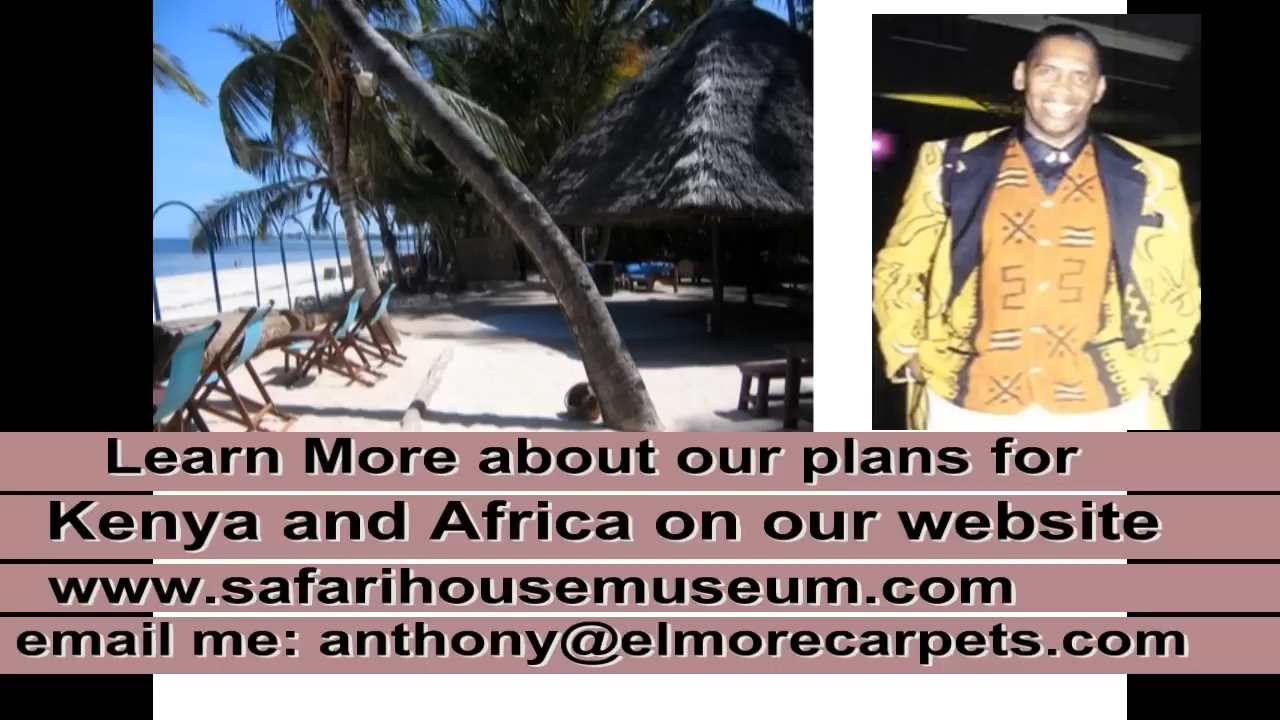 Learn More about our plans for
Kenya and Africa on our website
www.safarihousemuseum.com
email me: anthony@elmorecarpets.com